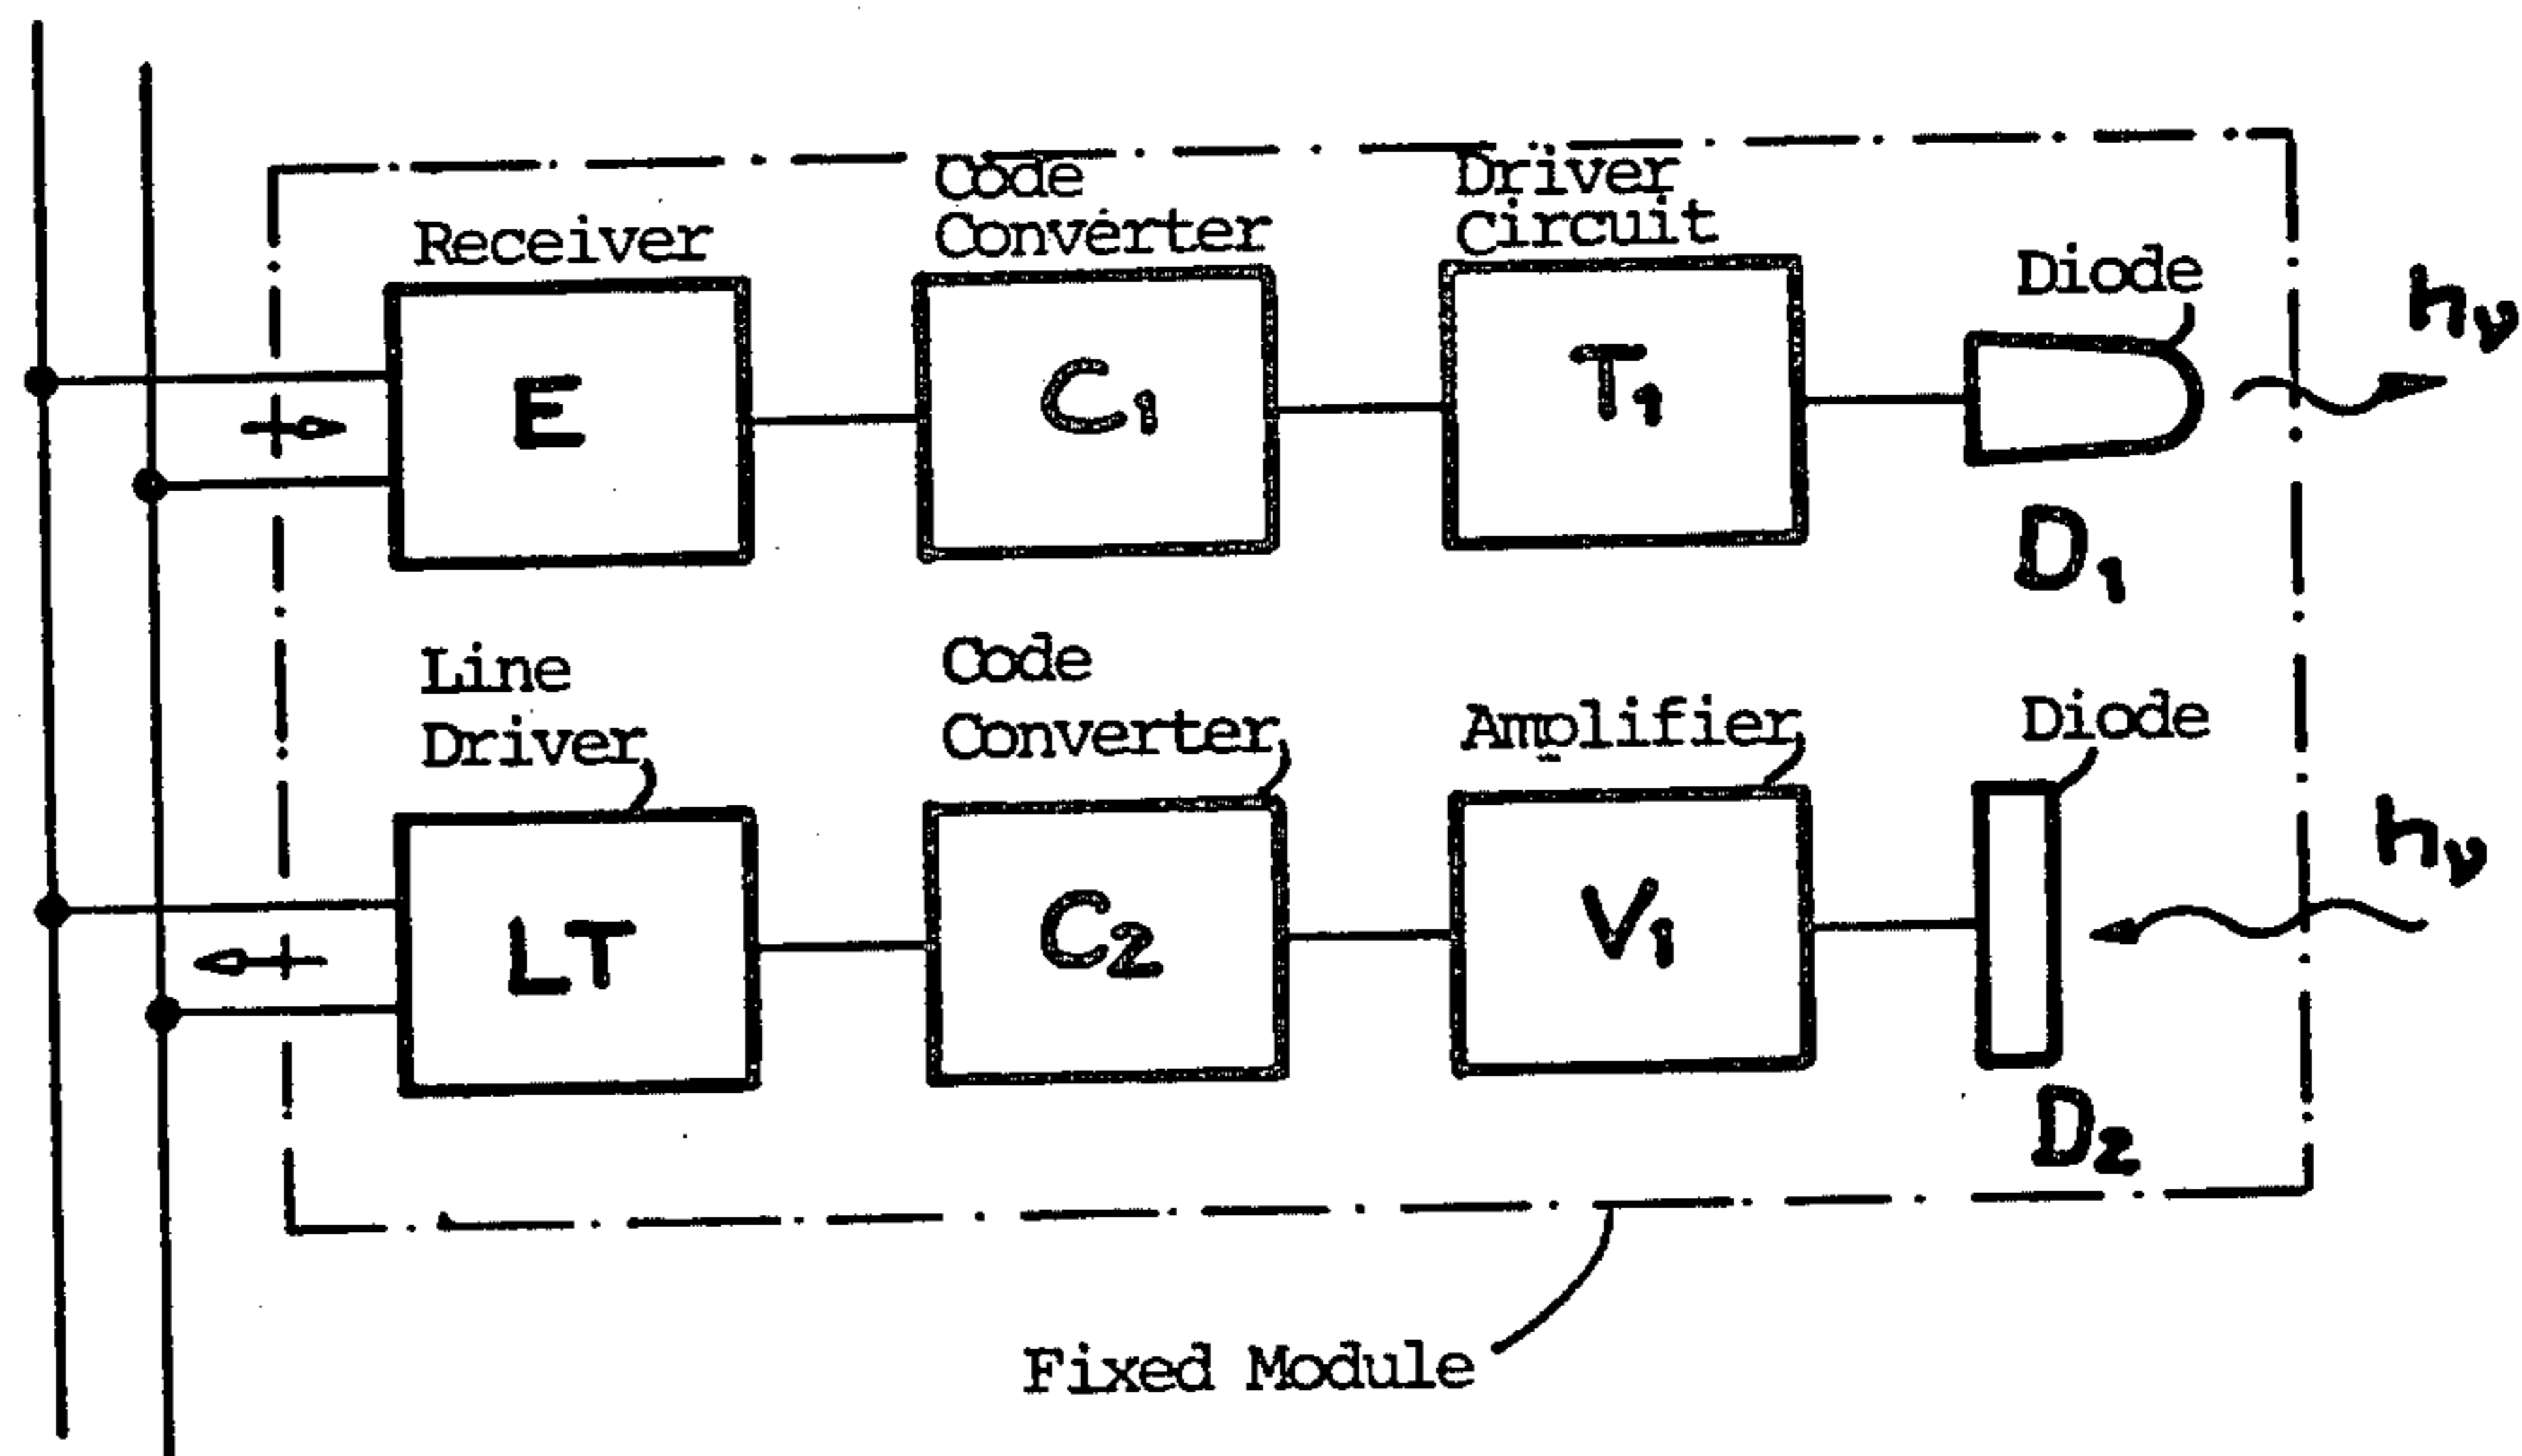 Receiver
Code
Converter
Driver
Circuit
Diode
hν
E
C1
T1
D1
Line
Driver
Code
Converter
Amplifier
Diode
hν
LT
C2
V1
D2
Fixed Module